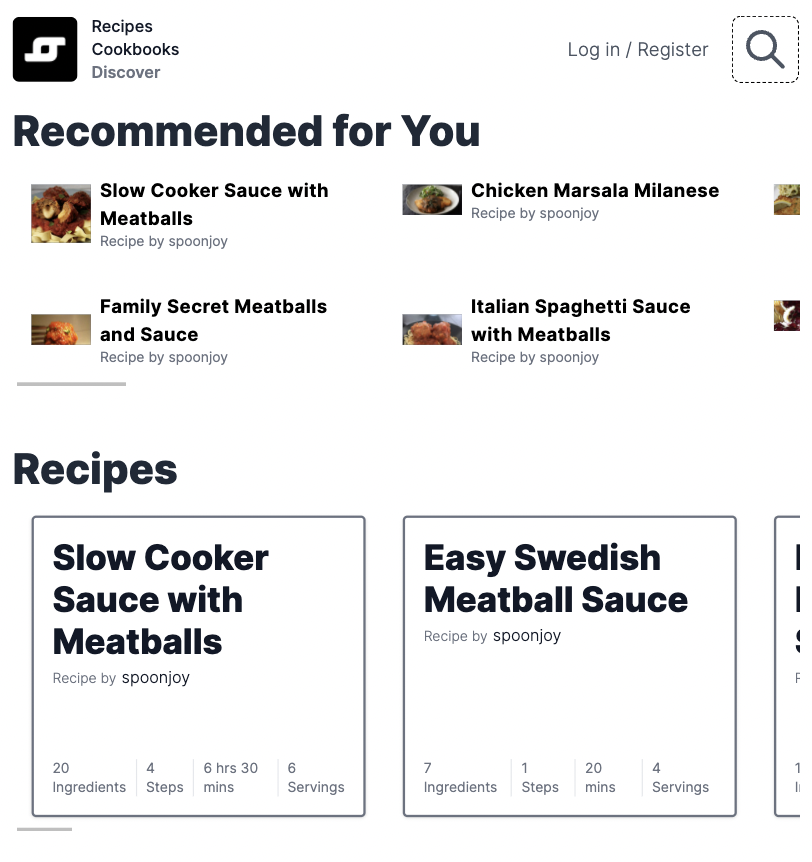 Recipes
Cookbooks
Discover
Log in / Register
Recommended for You
Slow Cooker Sauce with
Meatballs
Recipe by spoonjoy
Chicken Marsala Milanese
Recipe by spoonjoy
Family Secret Meatballs
and Sauce
Recipe by spoonjoy
Italian Spaghetti Sauce
with Meatballs
Recipe by spoonjoy
Recipes
Slow Cooker
Sauce with
Meatballs
Recipe by spoonjoy
20
Ingredients
4
Steps
6 hrs 30
mins
6
Servings
Easy Swedish
Meatball Sauce
Recipe by spoonjoy
7
Ingredients
1
Steps
20
mins
4
Servings